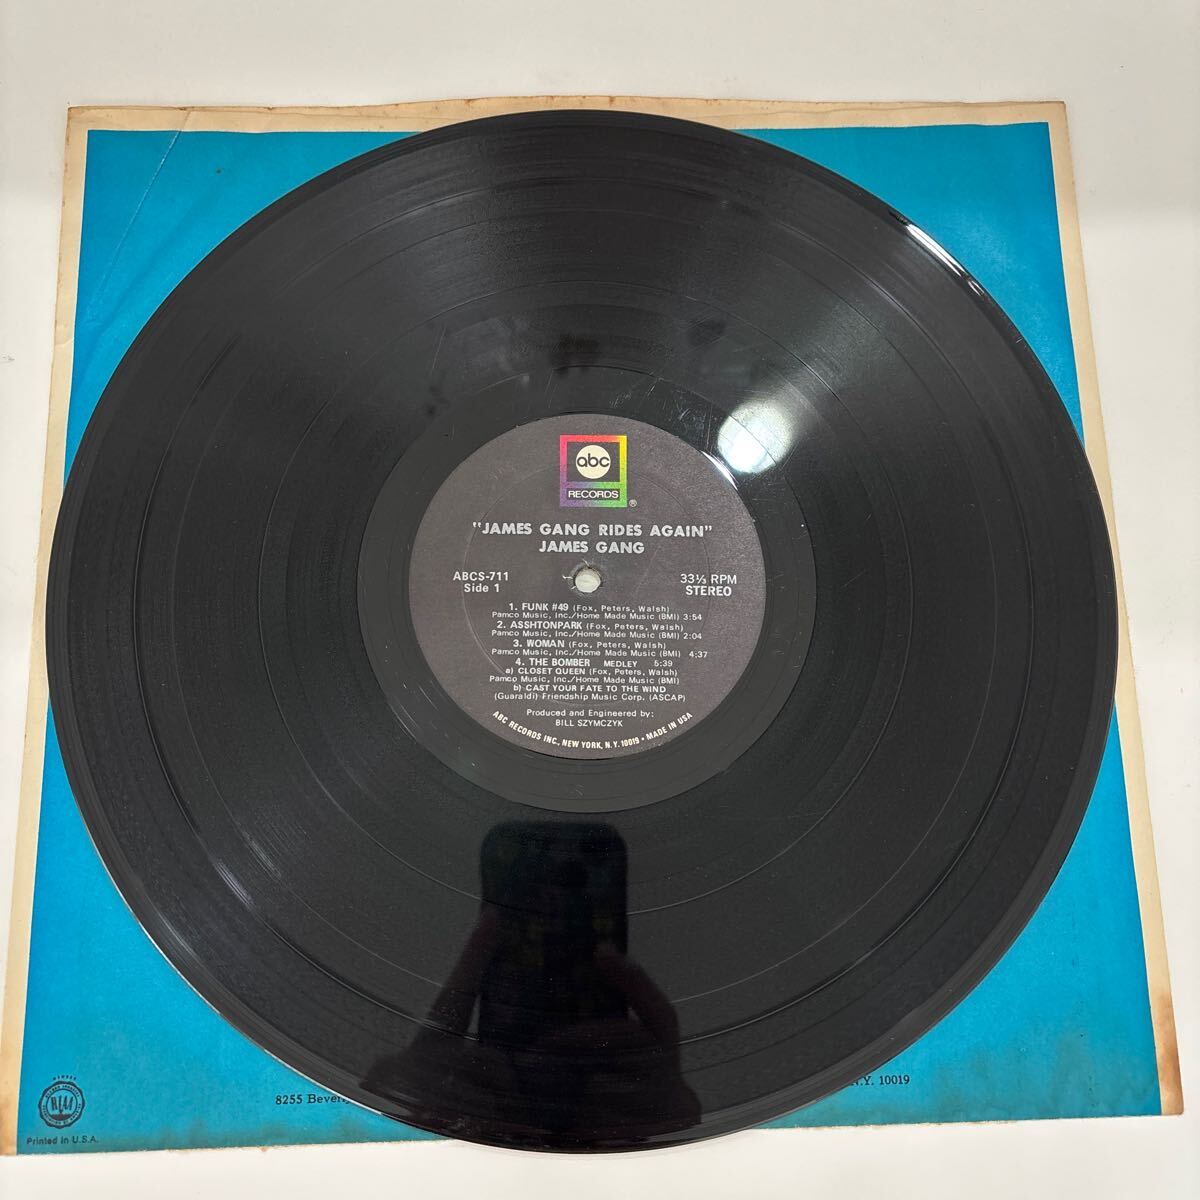 abc
RECORDS
®
"JAMES GANG RIDES AGAIN"
JAMES GANG
ABCS-711
Side 1
33⅓ RPM
STEREO
1. FUNK #49 (Fox, Peters, Walsh)
Pamco Music, Inc./Home Made Music (BMI) 3:54
2. ASSHTONPARK (Fox, Peters, Walsh)
Pamco Music, Inc./Home Made Music (BMI) 2:04
3. WOMAN (Fox, Peters, Walsh)
Pamco Music, Inc./Home Made Music (BMI) 4:37
4. THE BOMBER MEDLEY 5:39
a) CLOSET QUEEN (Fox, Peters, Walsh)
Pamco Music, Inc./Home Made Music (BMI)
b) CAST YOUR FATE TO THE WIND
(Guaraldi) Friendship Music Corp. (ASCAP)
Produced and Engineered by:
BILL SZYMCZYK
ABC RECORDS INC., NEW YORK, N.Y. 10019 • MADE IN USA
N.Y. 10019
8255 Beverly
MEMBER
RIAA
Printed in U.S.A.